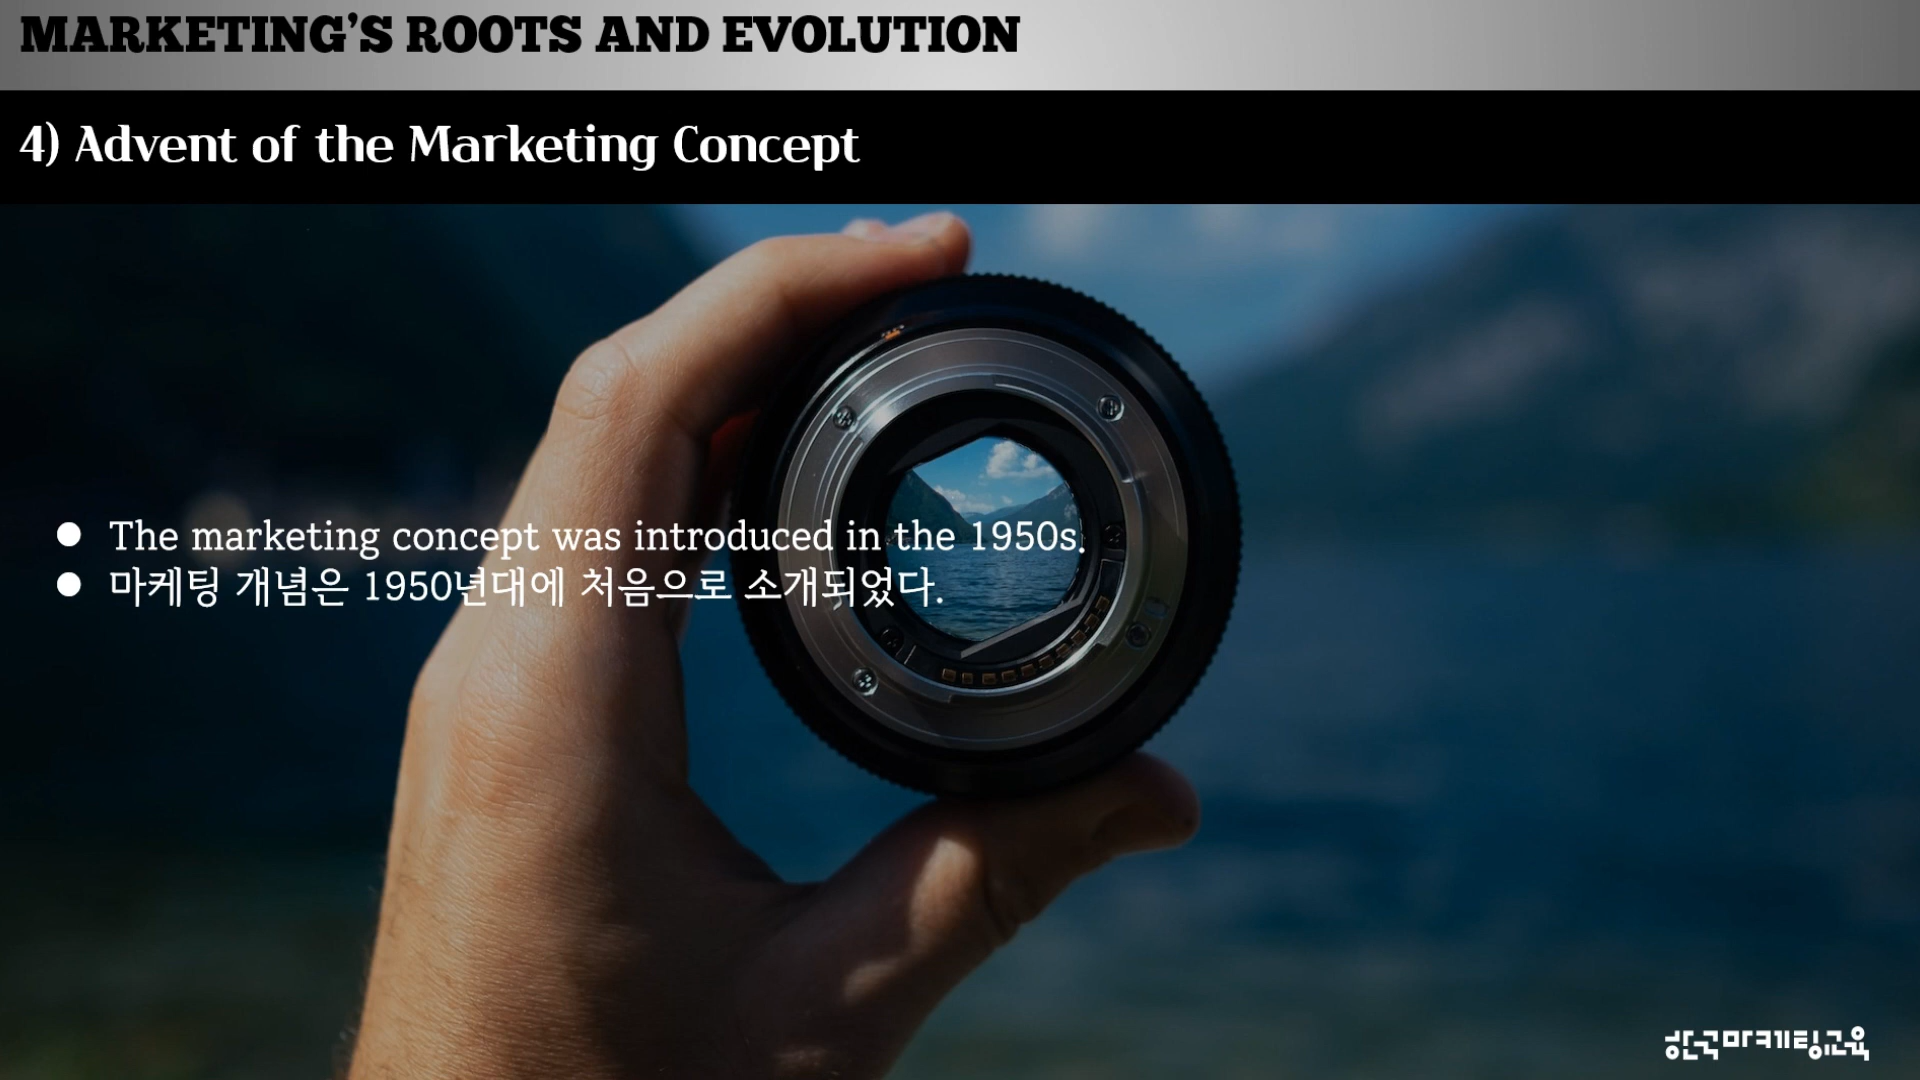 MARKETING’S ROOTS AND EVOLUTION
4) Advent of the Marketing Concept
● The marketing concept was introduced in the 1950s.
● 마케팅 개념은 1950년대에 처음으로 소개되었다.
한국마케팅교육